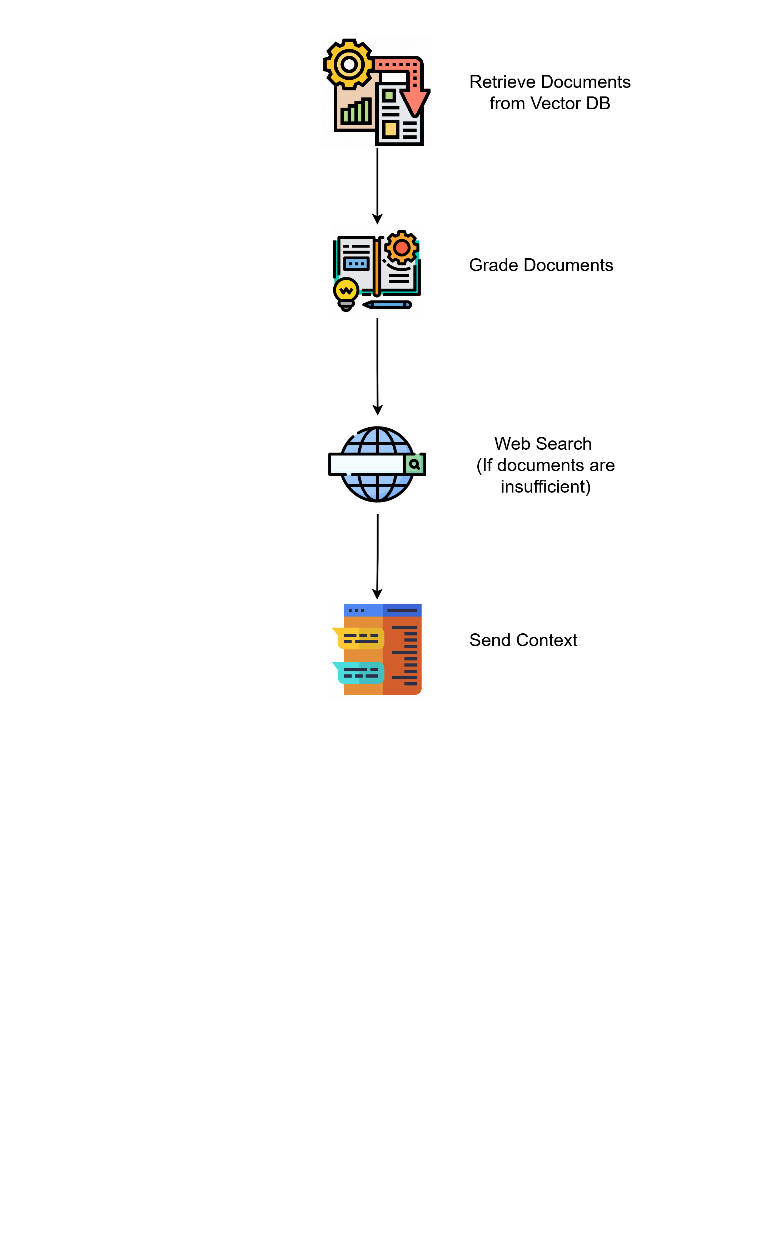 Retrieve Documents
from Vector DB
Grade Documents
Web Search
(If documents are
insufficient)
Send Context